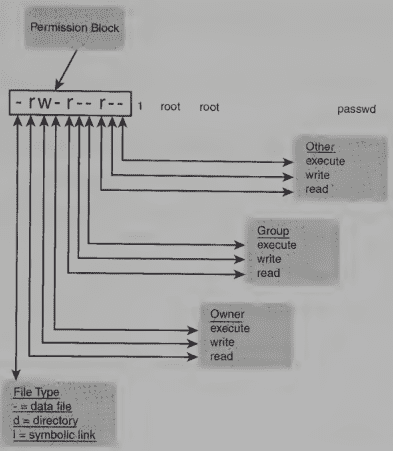 Permission Block
- rw- r-- r-- 1 root root passwd
Other
execute
write
read
Group
execute
write
read
Owner
execute
write
read
File Type
- = data file
d = directory
l = symbolic link